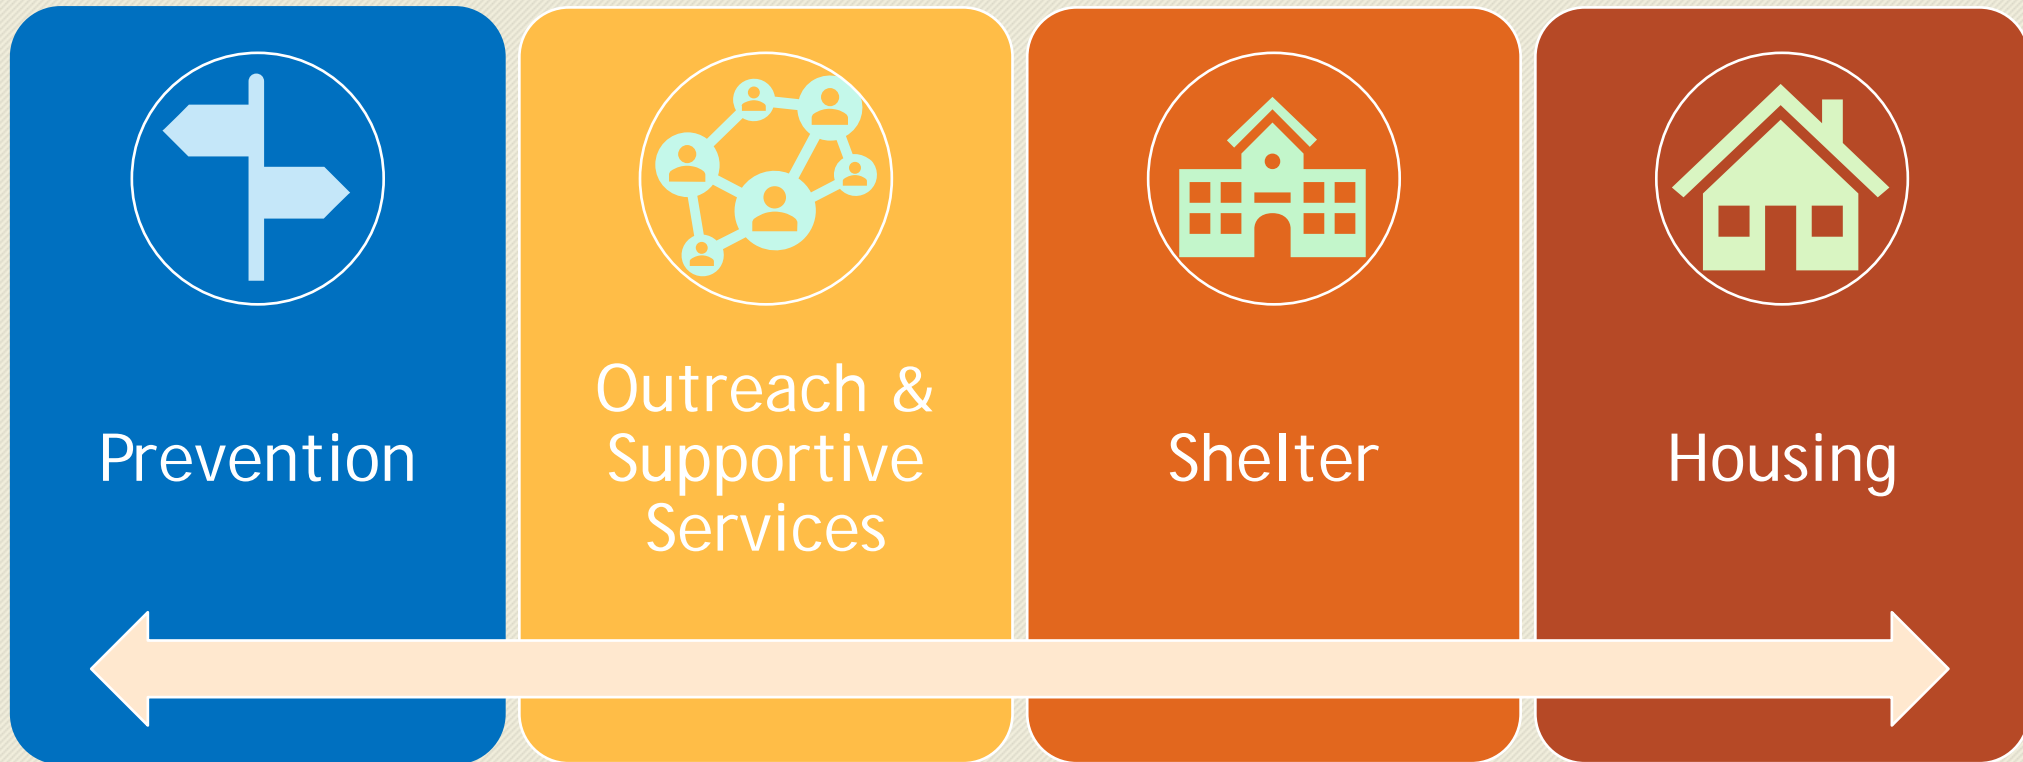 Prevention
Outreach &
Supportive
Services
Shelter
Housing